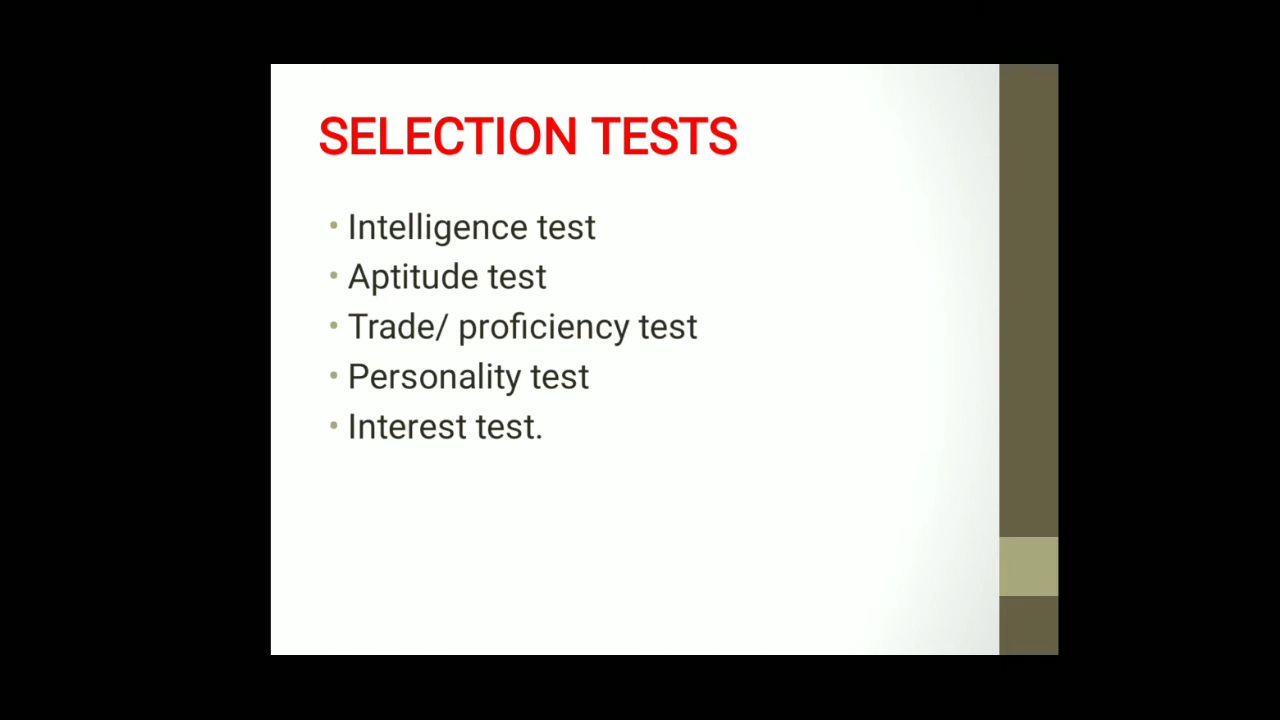 SELECTION TESTS
• Intelligence test
• Aptitude test
• Trade/ proficiency test
• Personality test
• Interest test.